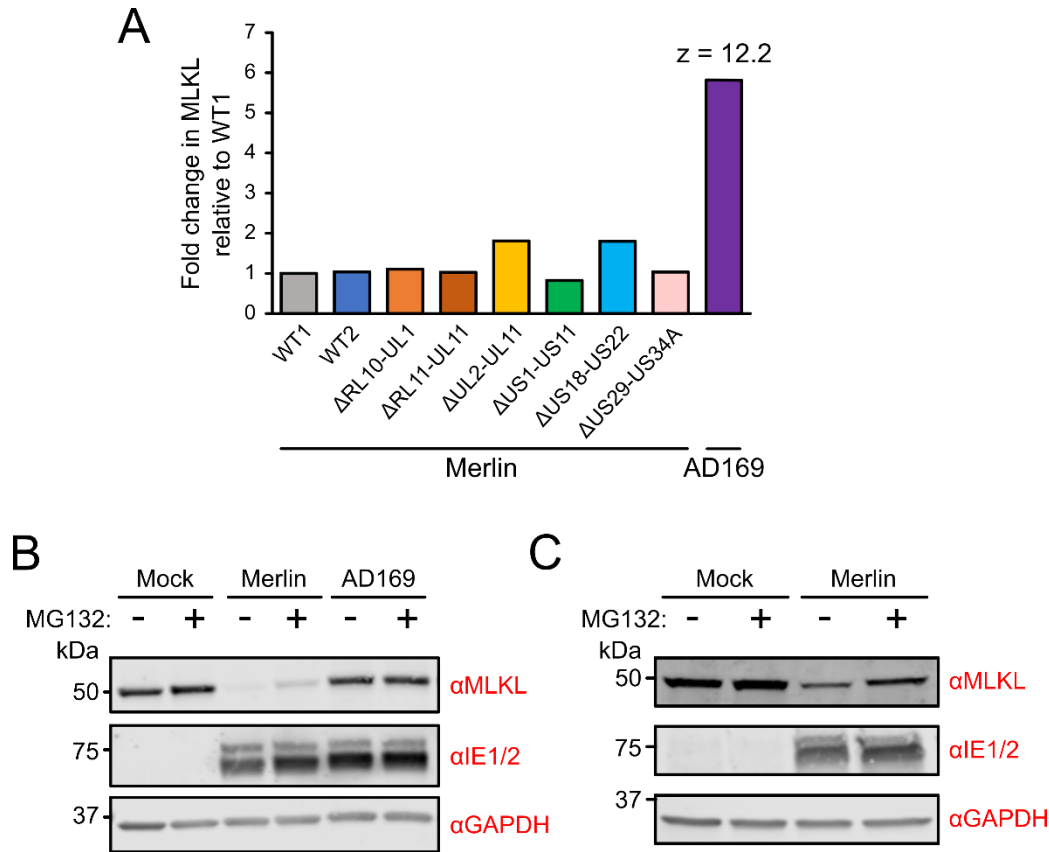 A
Fold change in MLKL
relative to WT1
7
6
5
4
3
2
1
0
z = 12.2
WT1
WT2
ΔRL10-UL1
ΔRL11-UL11
ΔUL2-UL11
ΔUS1-US11
ΔUS18-US22
ΔUS29-US34A
Merlin
AD169
B
Mock Merlin AD169
MG132: - + - + - +
kDa
50 αMLKL
75 αIE1/2
37 αGAPDH
C
Mock Merlin
MG132: - + - +
kDa
50 αMLKL
75 αIE1/2
37 αGAPDH